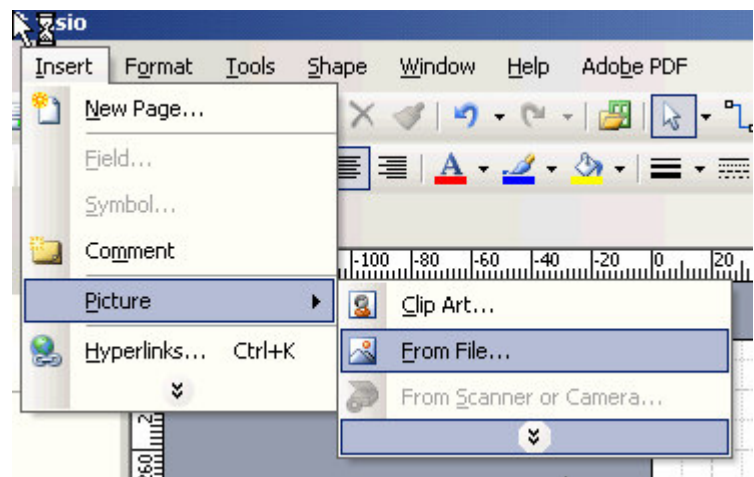 sio
Insert Format Tools Shape Window Help Adobe PDF
New Page...
Field...
Symbol...
Comment
-100 -80 -60 -40 -20 0 20
Picture
Clip Art...
Hyperlinks... Ctrl+K
From File...
From Scanner or Camera...
260